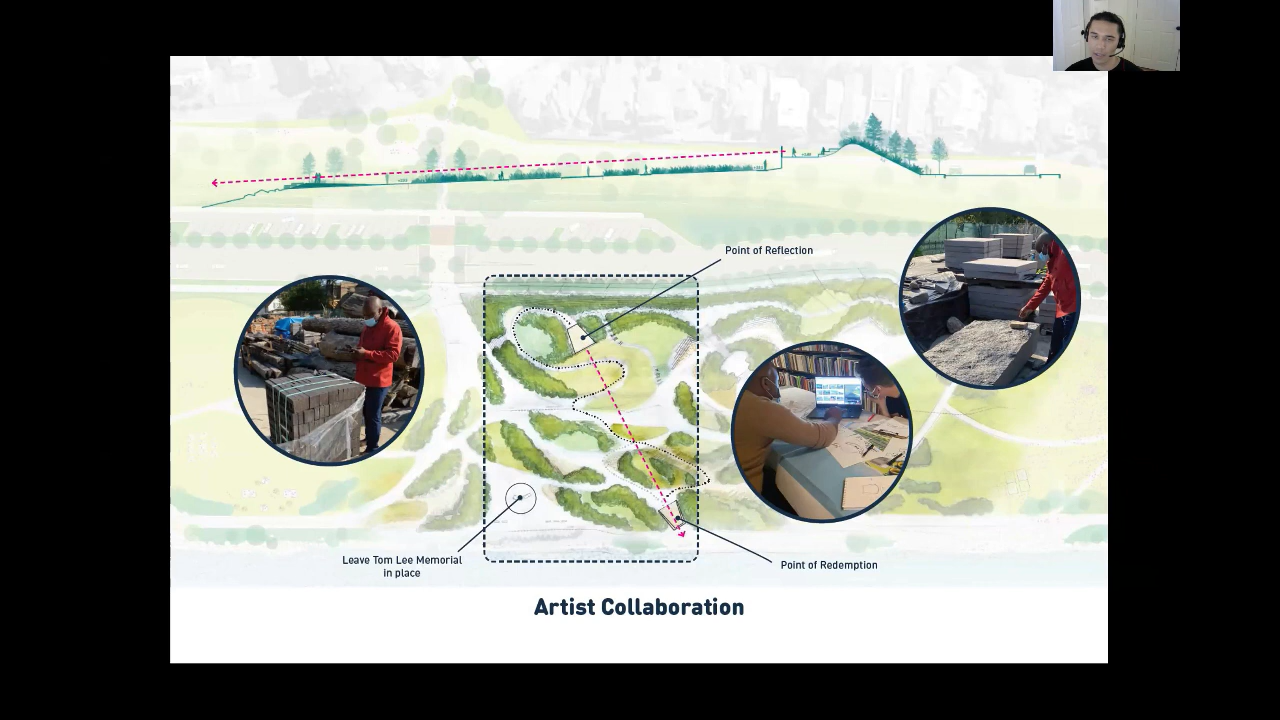 Point of Reflection
Leave Tom Lee Memorial
in place
Point of Redemption
Artist Collaboration